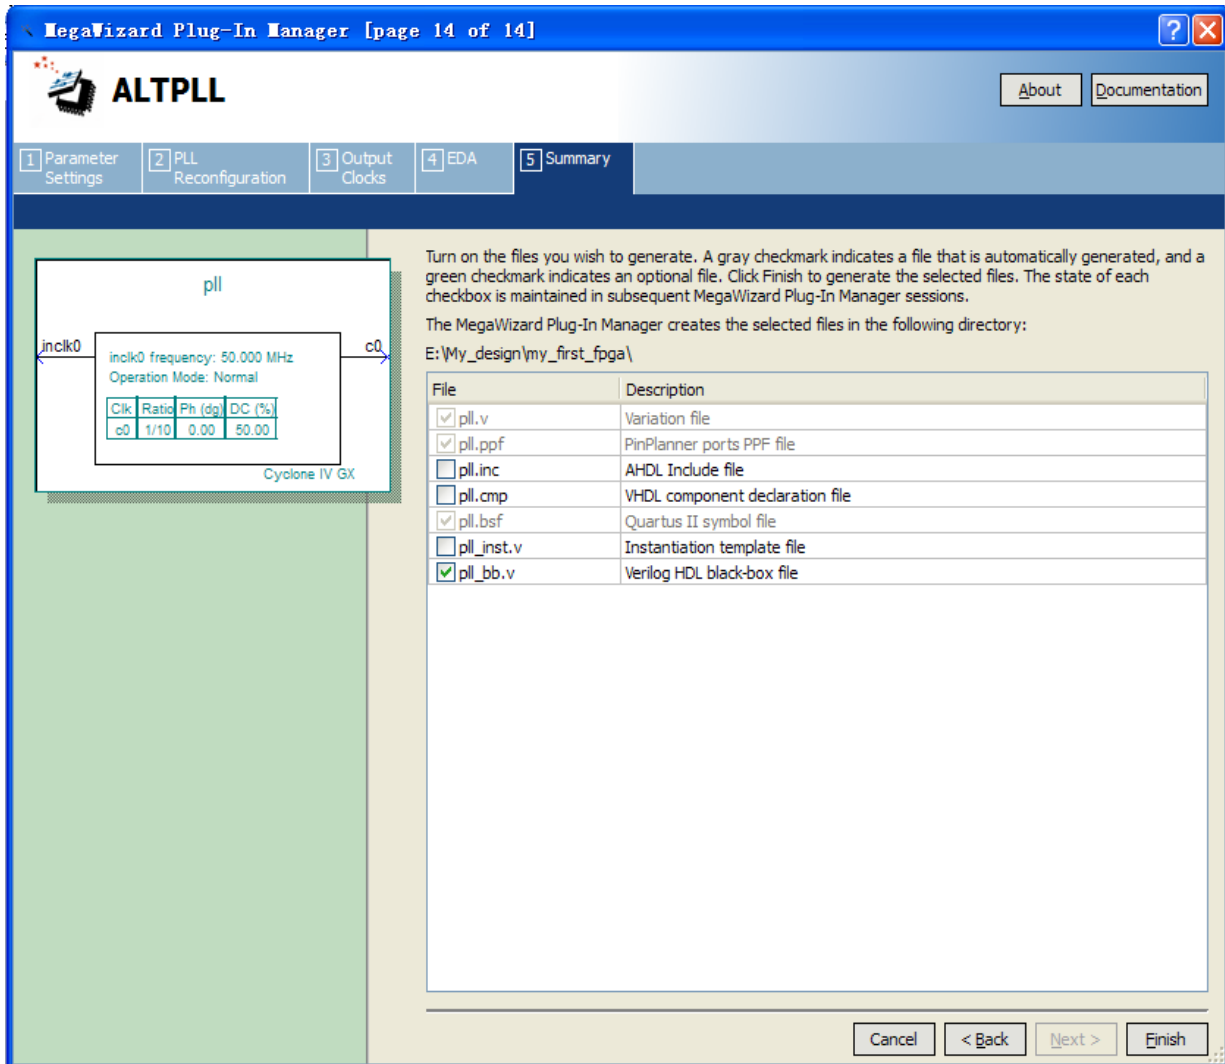 MegaWizard Plug-In Manager [page 14 of 14]
ALTPLL
About
Documentation
1 Parameter Settings
2 PLL Reconfiguration
3 Output Clocks
4 EDA
5 Summary
pll
inclk0
c0
inclk0 frequency: 50.000 MHz
Operation Mode: Normal
Clk Ratio Ph (dg) DC (%)
c0 1/10 0.00 50.00
Cyclone IV GX
Turn on the files you wish to generate. A gray checkmark indicates a file that is automatically generated, and a
green checkmark indicates an optional file. Click Finish to generate the selected files. The state of each
checkbox is maintained in subsequent MegaWizard Plug-In Manager sessions.
The MegaWizard Plug-In Manager creates the selected files in the following directory:
E:\My_design\my_first_fpga\
File Description
pll.v Variation file
pll.ppf PinPlanner ports PPF file
pll.inc AHDL Include file
pll.cmp VHDL component declaration file
pll.bsf Quartus II symbol file
pll_inst.v Instantiation template file
pll_bb.v Verilog HDL black-box file
Cancel
< Back
Next >
Finish